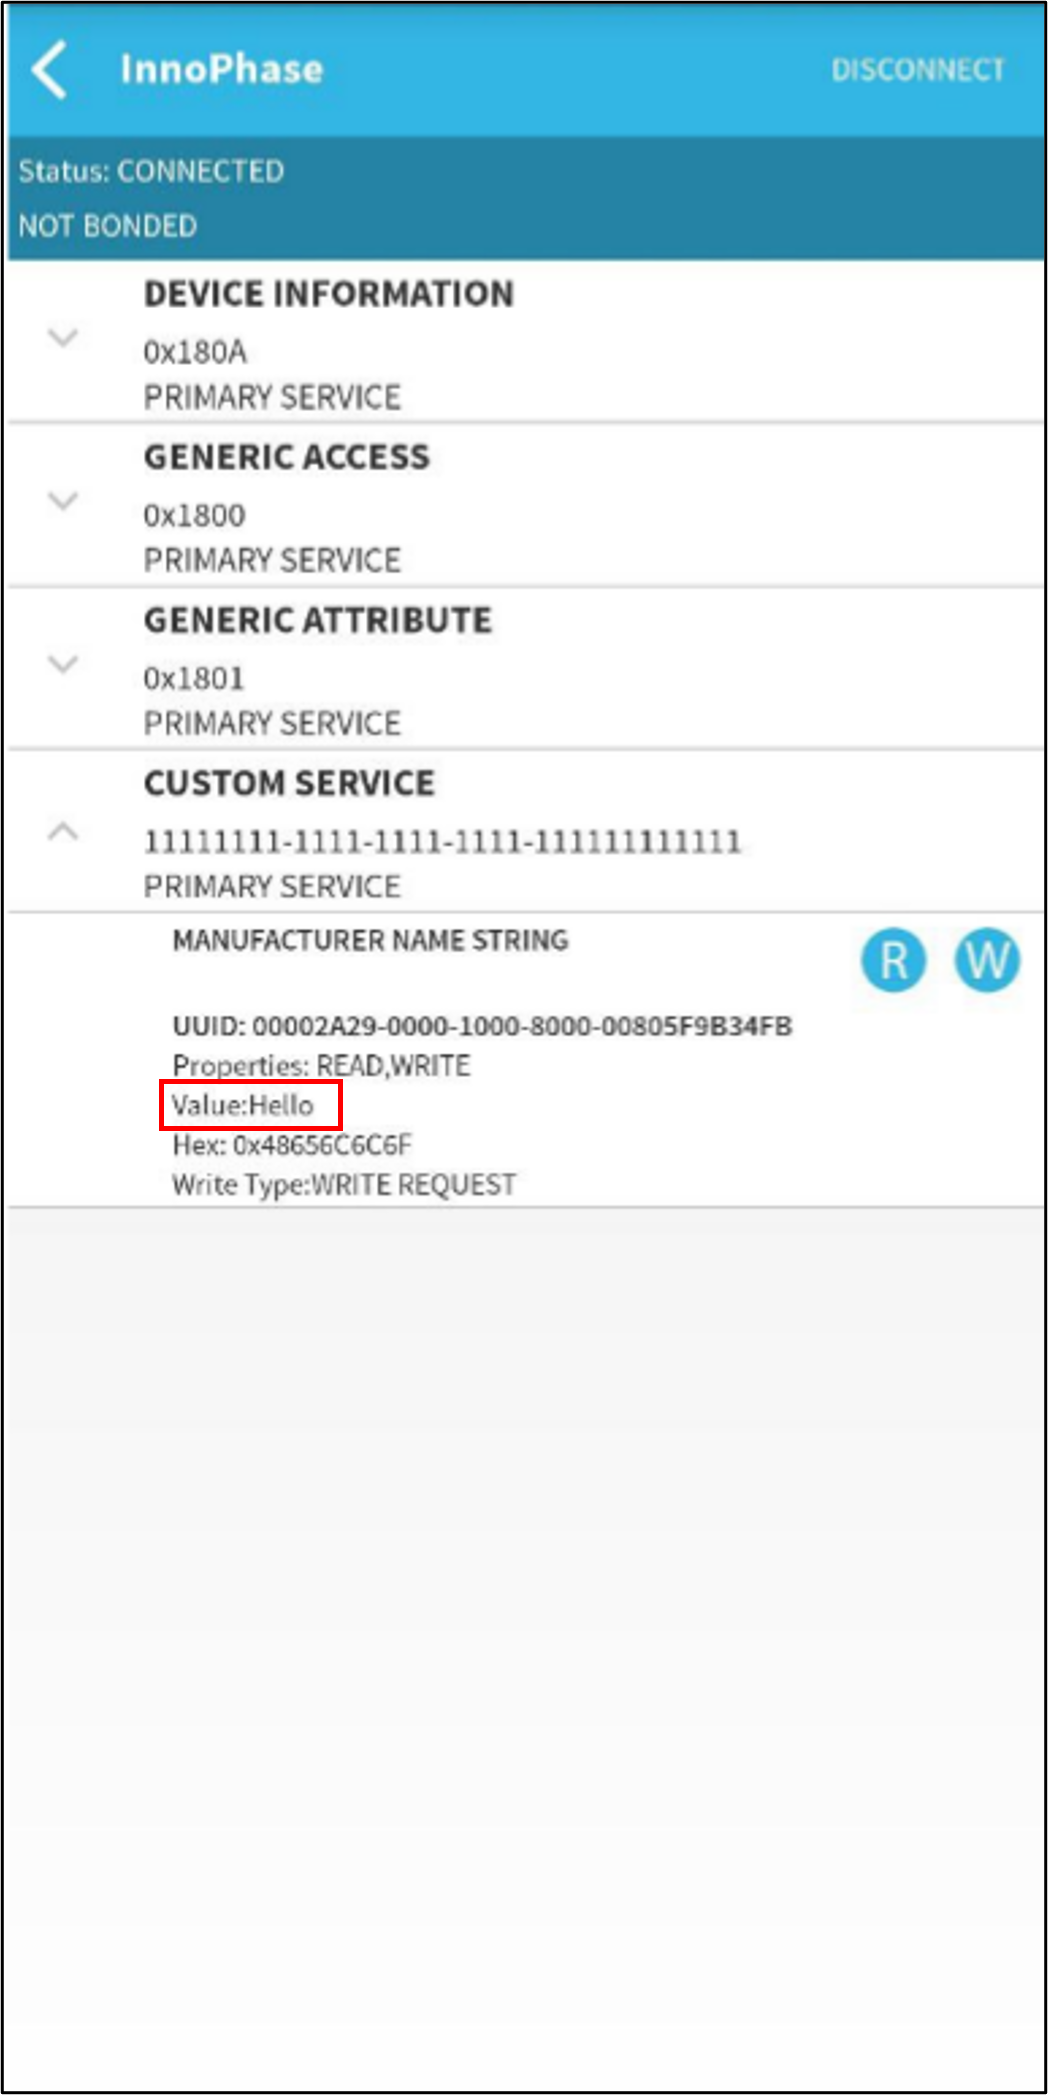 InnoPhase
DISCONNECT
Status: CONNECTED
NOT BONDED
DEVICE INFORMATION
0x180A
PRIMARY SERVICE
GENERIC ACCESS
0x1800
PRIMARY SERVICE
GENERIC ATTRIBUTE
0x1801
PRIMARY SERVICE
CUSTOM SERVICE
11111111-1111-1111-1111-111111111111
PRIMARY SERVICE
MANUFACTURER NAME STRING
R W
UUID: 00002A29-0000-1000-8000-00805F9B34FB
Properties: READ,WRITE
Value:Hello
Hex: 0x48656C6C6F
Write Type:WRITE REQUEST